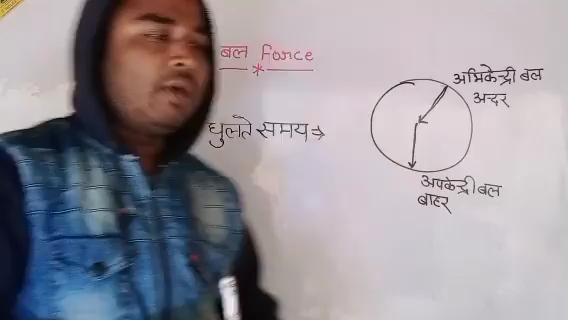 बल Force
अभिकेन्द्री बल
अन्दर
घुलते समय ⇒
अपकेन्द्री बल
बाहर